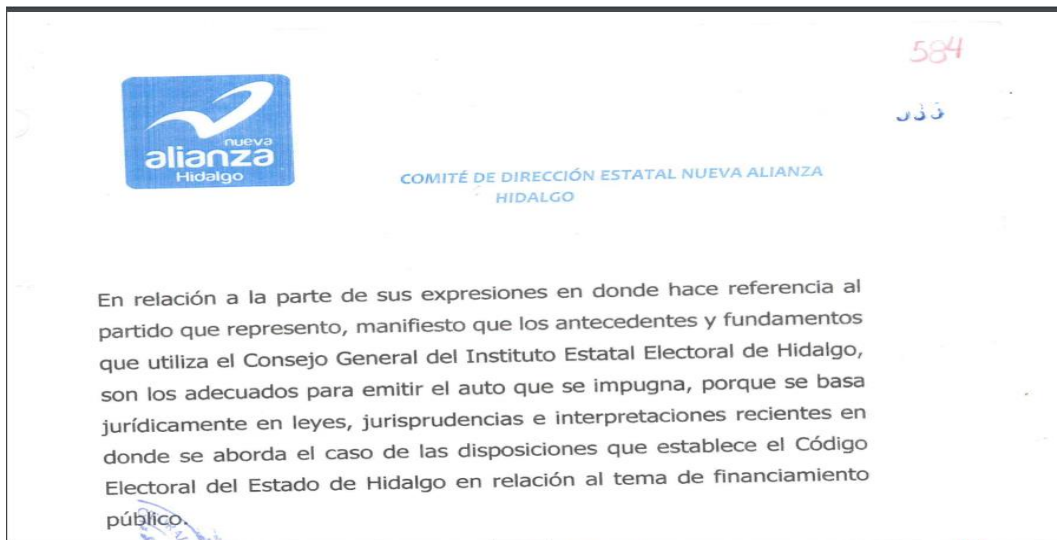 584
nueva
alianza
Hidalgo
COMITÉ DE DIRECCIÓN ESTATAL NUEVA ALIANZA
HIDALGO
En relación a la parte de sus expresiones en donde hace referencia al
partido que represento, manifiesto que los antecedentes y fundamentos
que utiliza el Consejo General del Instituto Estatal Electoral de Hidalgo,
son los adecuados para emitir el auto que se impugna, porque se basa
jurídicamente en leyes, jurisprudencias e interpretaciones recientes en
donde se aborda el caso de las disposiciones que establece el Código
Electoral del Estado de Hidalgo en relación al tema de financiamiento
público.